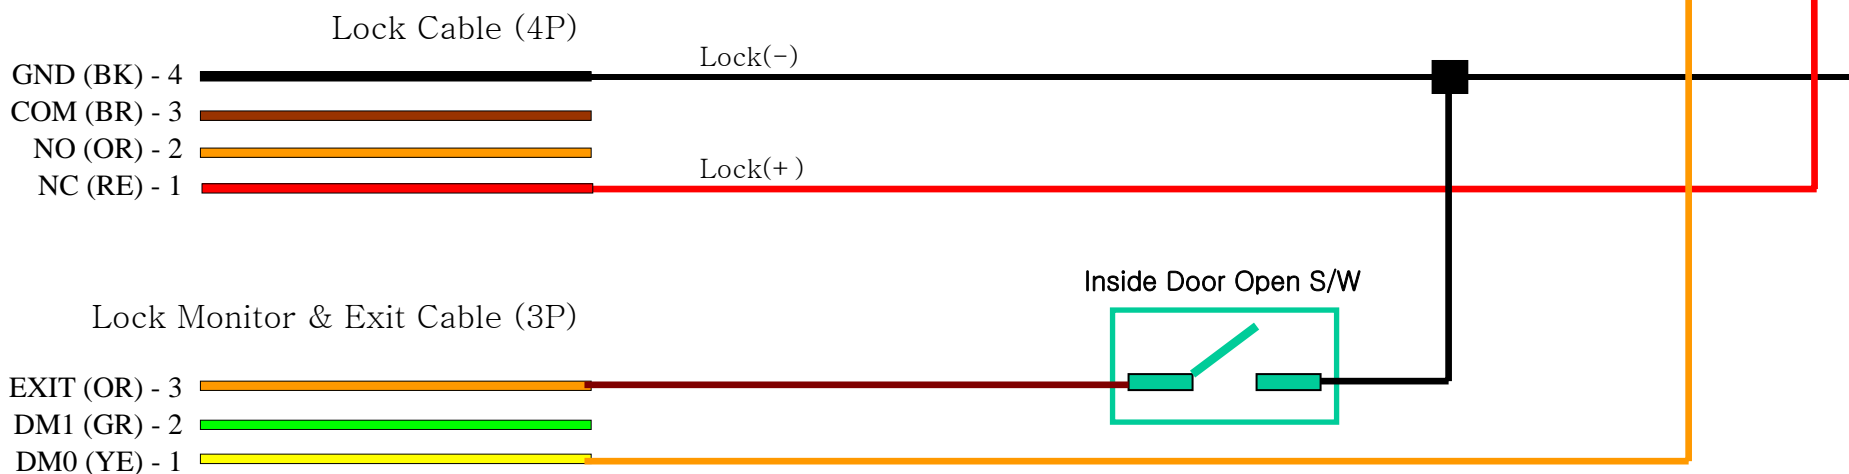 Lock Cable (4P)
Lock(-)
GND (BK) - 4
COM (BR) - 3
NO (OR) - 2
Lock(+)
NC (RE) - 1
Inside Door Open S/W
Lock Monitor & Exit Cable (3P)
EXIT (OR) - 3
DM1 (GR) - 2
DM0 (YE) - 1